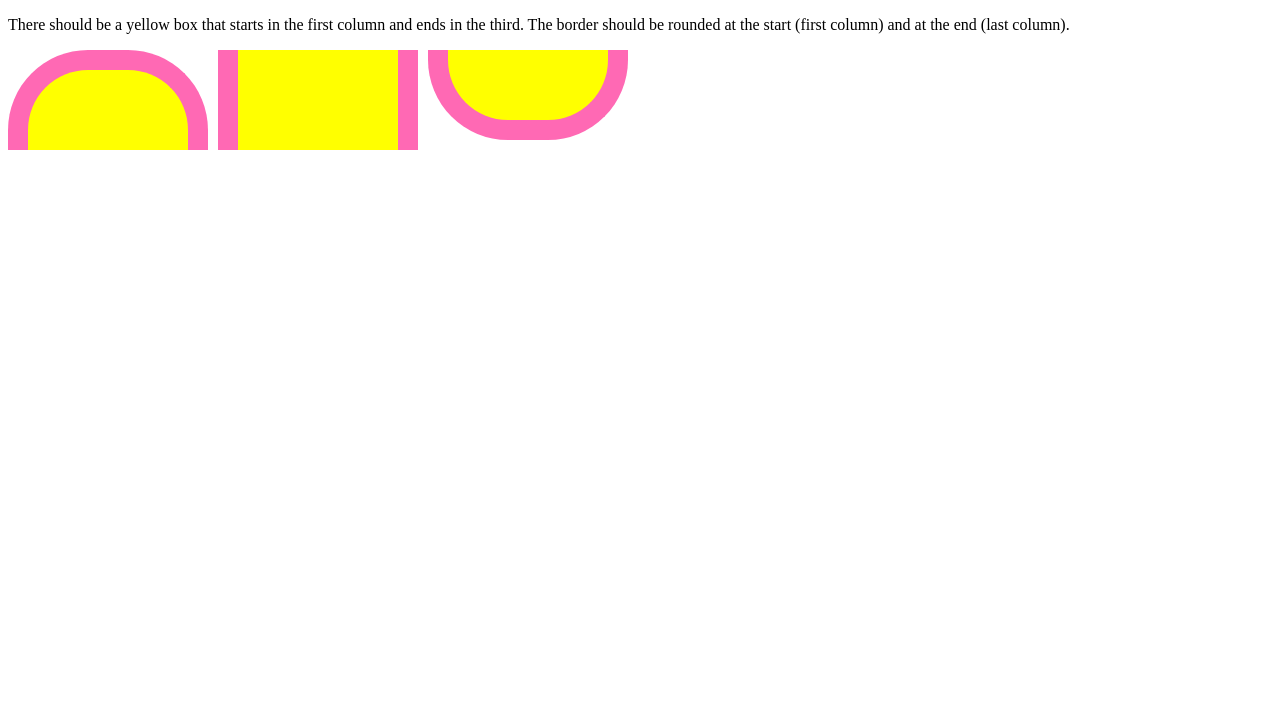 There should be a yellow box that starts in the first column and ends in the third. The border should be rounded at the start (first column) and at the end (last column).